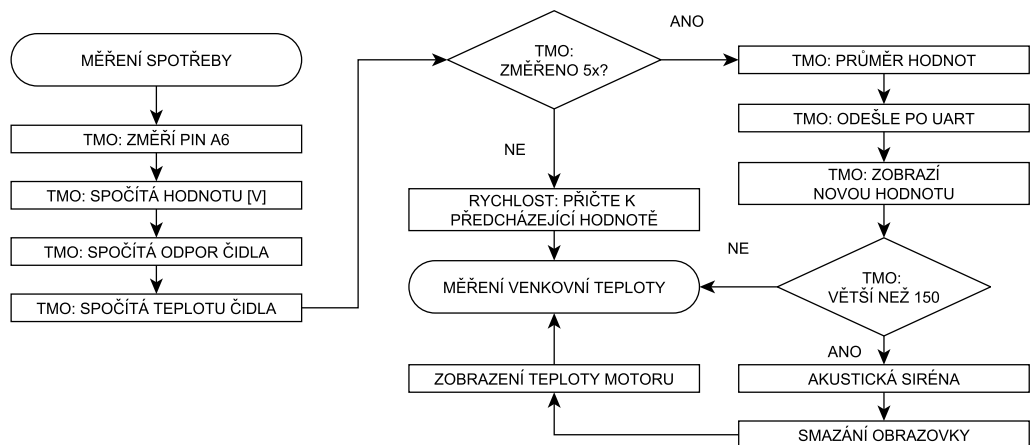 MĚŘENÍ SPOTŘEBY
TMO: ZMĚŘÍ PIN A6
TMO: SPOČÍTÁ HODNOTU [V]
TMO: SPOČÍTÁ ODPOR ČIDLA
TMO: SPOČÍTÁ TEPLOTU ČIDLA
TMO:
ZMĚŘENO 5x?
ANO
NE
RYCHLOST: PŘIČTE K
PŘEDCHÁZEJÍCÍ HODNOTĚ
MĚŘENÍ VENKOVNÍ TEPLOTY
ZOBRAZENÍ TEPLOTY MOTORU
TMO: PRŮMĚR HODNOT
TMO: ODEŠLE PO UART
TMO: ZOBRAZÍ
NOVOU HODNOTU
NE
TMO:
VĚTŠÍ NEŽ 150
ANO
AKUSTICKÁ SIRÉNA
SMAZÁNÍ OBRAZOVKY